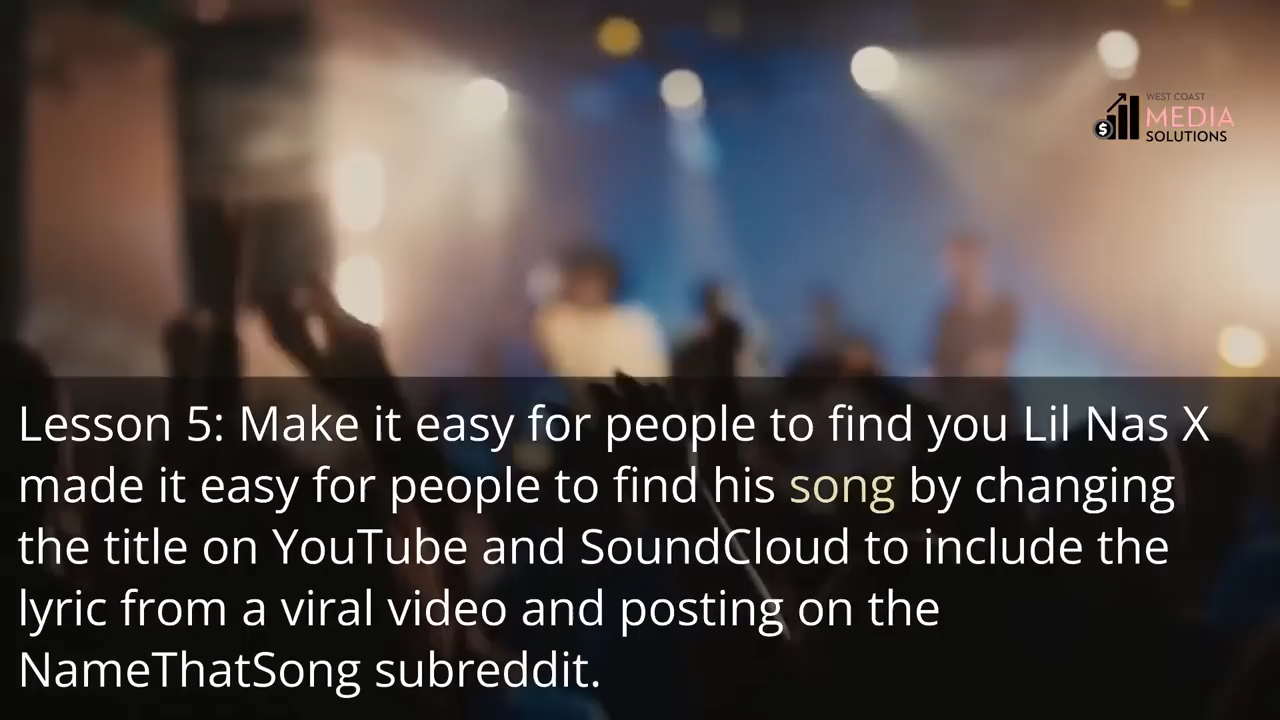 WEST COAST
MEDIA
SOLUTIONS
$
Lesson 5: Make it easy for people to find you Lil Nas X
made it easy for people to find his song by changing
the title on YouTube and SoundCloud to include the
lyric from a viral video and posting on the
NameThatSong subreddit.